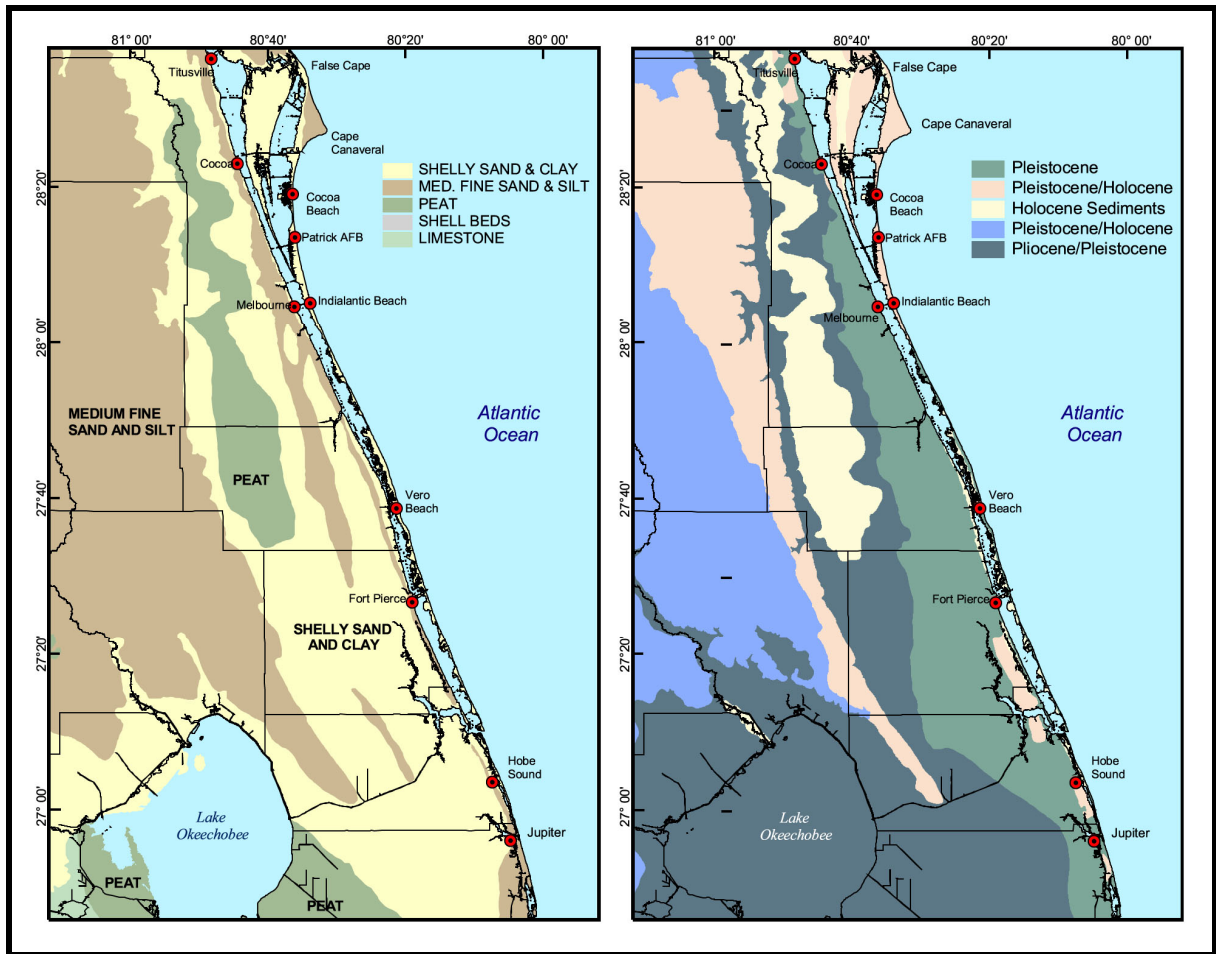 81° 00'
80°40'
80°20'
80° 00'
Titusville
False Cape
Cape
Canaveral
Cocoa
SHELLY SAND & CLAY
MED. FINE SAND & SILT
PEAT
SHELL BEDS
LIMESTONE
28°20'
Cocoa
Beach
Patrick AFB
Melbourne
Indialantic Beach
28° 00'
MEDIUM FINE
SAND AND SILT
Atlantic
Ocean
PEAT
27°40'
Vero
Beach
Fort Pierce
SHELLY SAND
AND CLAY
27°20'
Hobe
Sound
27° 00'
Lake
Okeechobee
Jupiter
PEAT
PEAT
81° 00'
80°40'
80°20'
80° 00'
Titusville
False Cape
Cape Canaveral
Cocoa
Pleistocene
Pleistocene/Holocene
Holocene Sediments
Pleistocene/Holocene
Pliocene/Pleistocene
28°20'
Cocoa
Beach
Patrick AFB
Indialantic Beach
Melbourne
28° 00'
Atlantic
Ocean
27°40'
Vero
Beach
Fort Pierce
27°20'
Hobe
Sound
27° 00'
Lake
Okeechobee
Jupiter